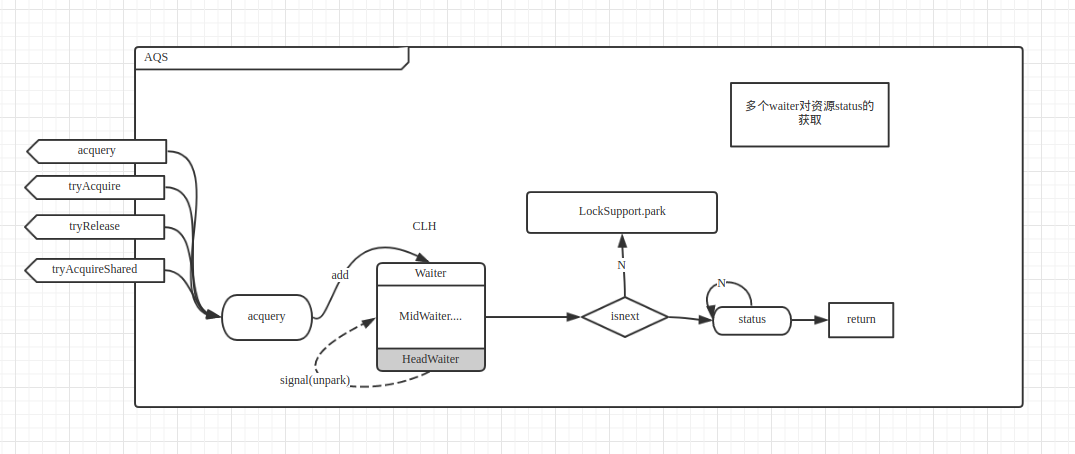 AQS
多个waiter对资源status的
获取
acquery
tryAcquire
tryRelease
tryAcquireShared
LockSupport.park
CLH
N
add
Waiter
MidWaiter....
HeadWaiter
acquery
isnext
N
status
return
signal(unpark)